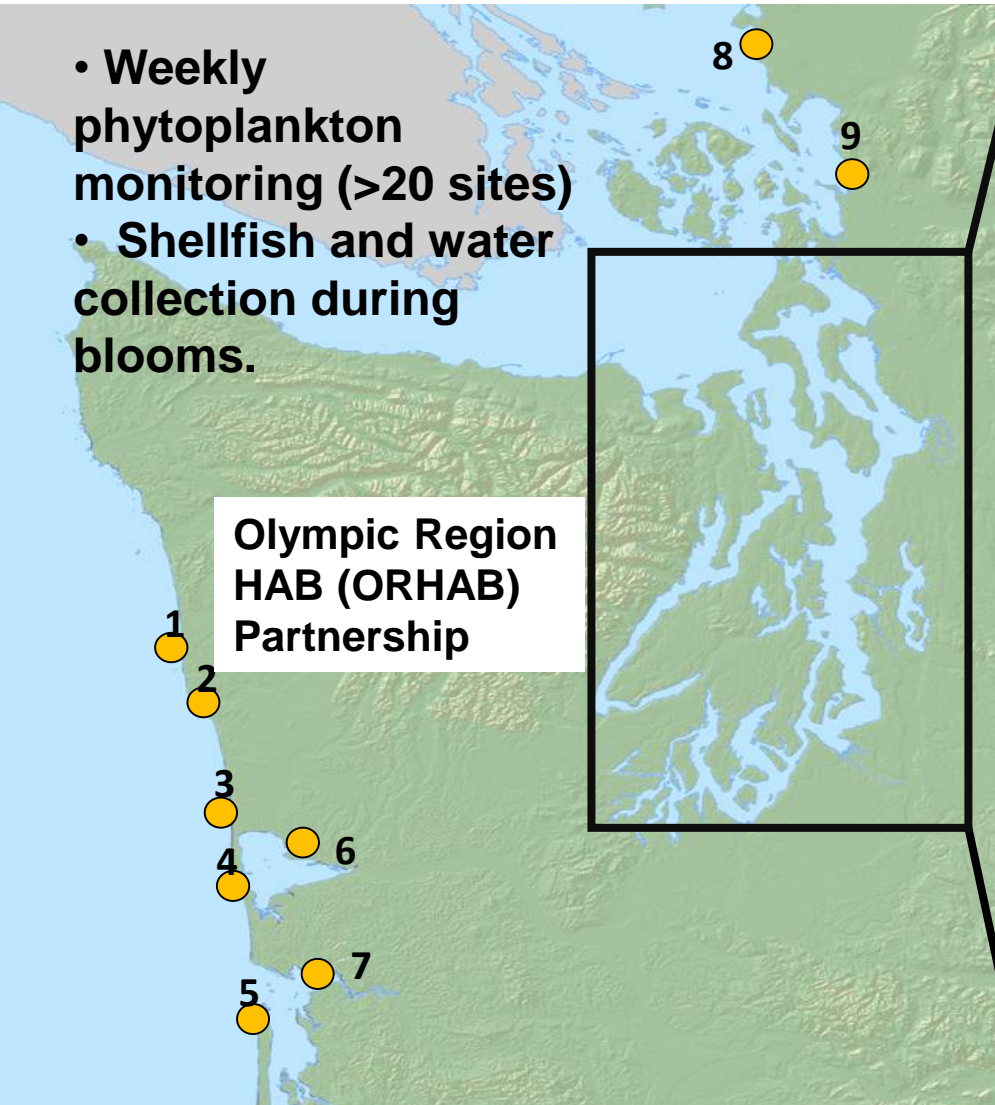 • Weekly
phytoplankton
monitoring (>20 sites)
• Shellfish and water
collection during
blooms.
8
9
Olympic Region
HAB (ORHAB)
Partnership
1
2
3
4
6
7
5